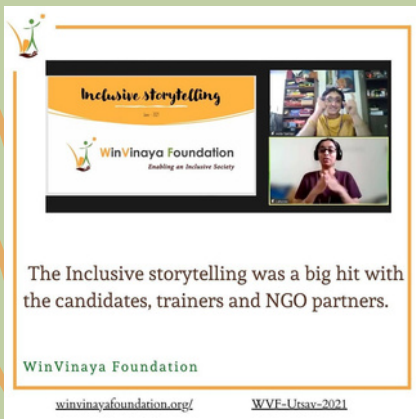 Inclusive storytelling
WinVinaya Foundation
Enabling an Inclusive Society
The Inclusive storytelling was a big hit with
the candidates, trainers and NGO partners.
WinVinaya Foundation
winvinayafoundation.org/ WVF-Utsav-2021